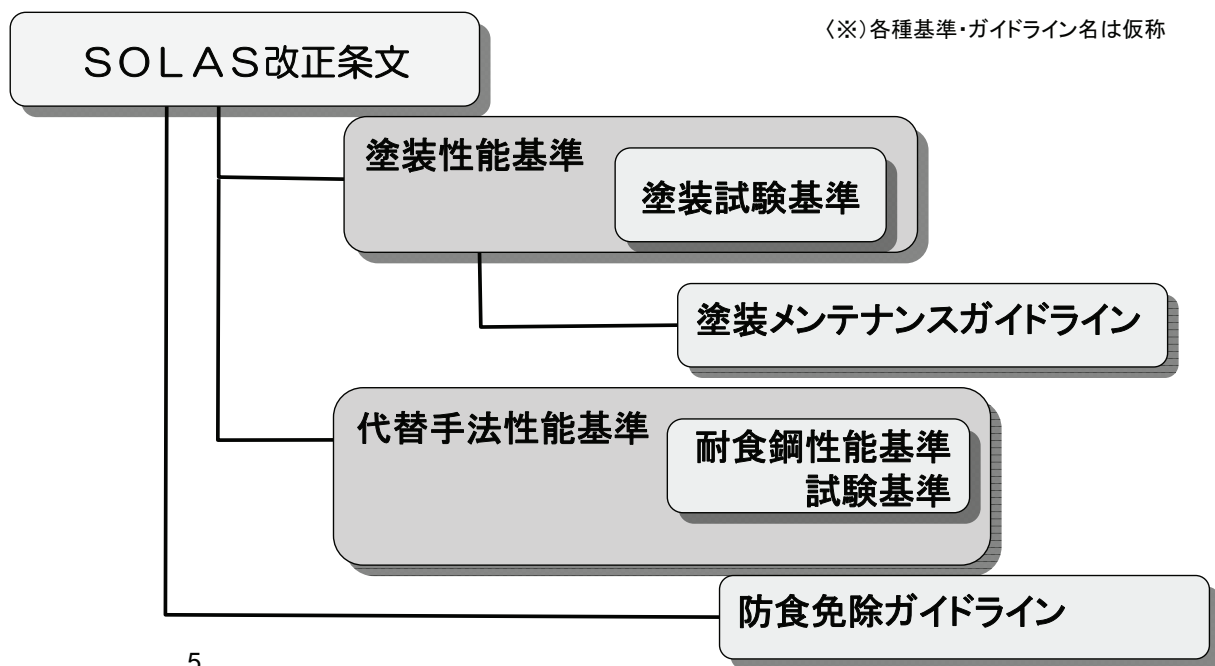 〈※）各種基準・ガイドライン名は仮称
ＳＯＬＡＳ改正条文
塗装性能基準
塗装試験基準
塗装メンテナンスガイドライン
代替手法性能基準
耐食鋼性能基準
試験基準
防食免除ガイドライン
5